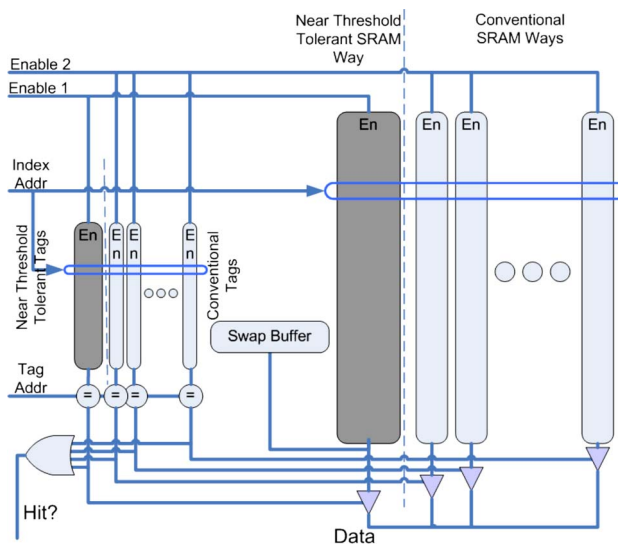 Near Threshold
Tolerant SRAM
Way
Conventional
SRAM Ways
Enable 2
Enable 1
En
En
En
En
Index
Addr
Near Threshold
Tolerant Tags
En
E
n
E
n
E
n
Conventional
Tags
Swap Buffer
Tag
Addr
=
=
=
=
Hit?
Data